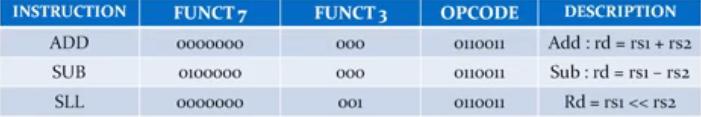 INSTRUCTION FUNCT 7 FUNCT 3 OPCODE DESCRIPTION
ADD 0000000 000 0110011 Add : rd = rs1 + rs2
SUB 0100000 000 0110011 Sub : rd = rs1 – rs2
SLL 0000000 001 0110011 Rd = rs1 << rs2